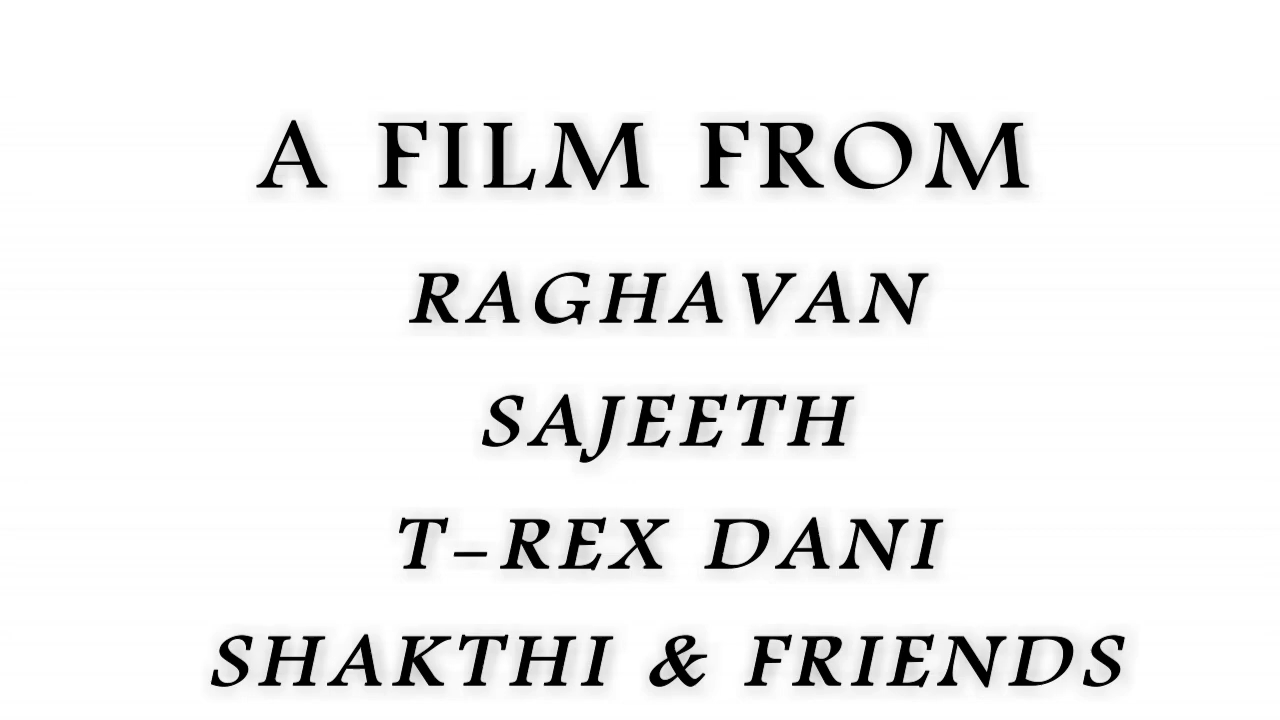 A FILM FROM
RAGHAVAN
SAJEETH
T-REX DANI
SHAKTHI & FRIENDS